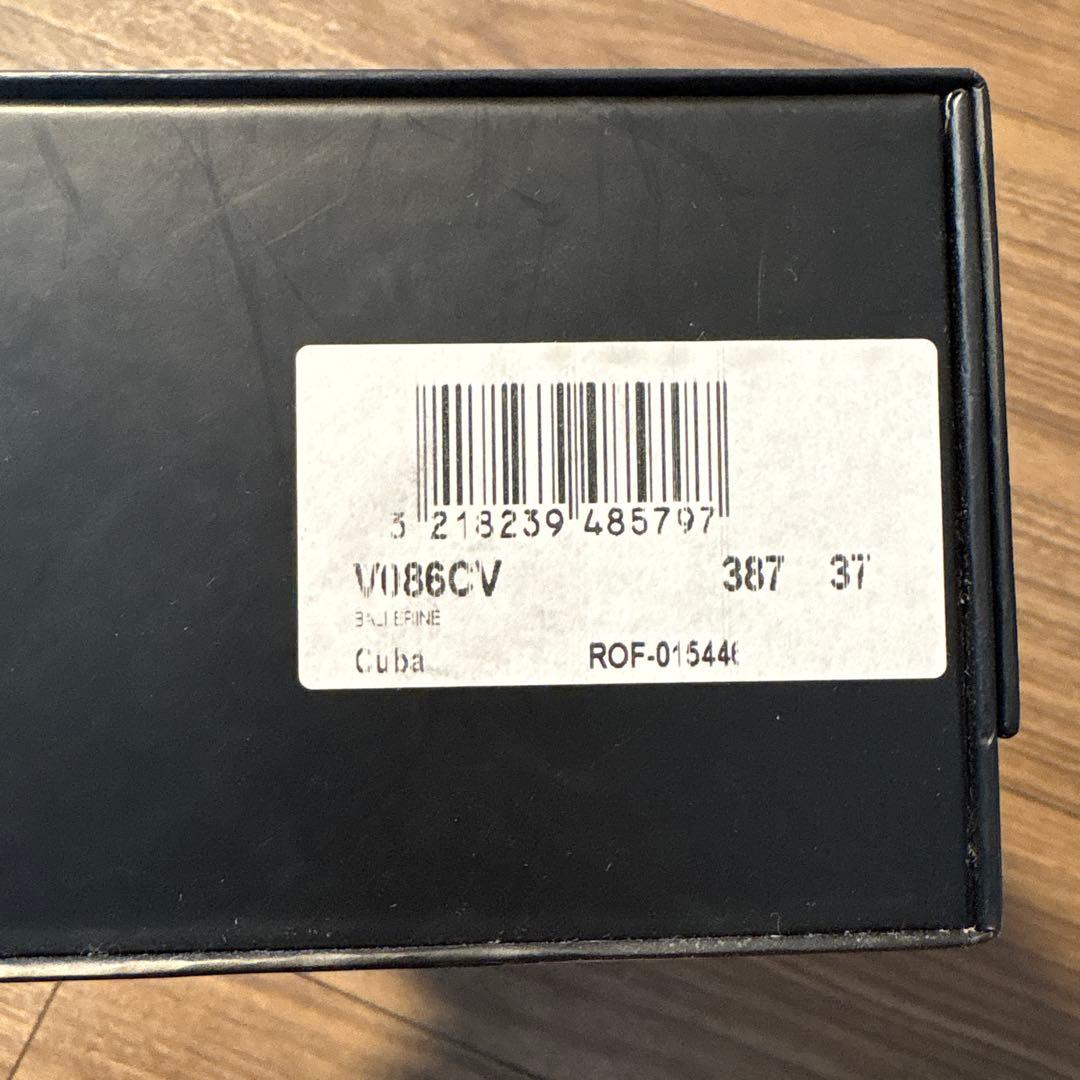 3 218239 485797
V086CV 387 37
BALLERINE
Cuba ROF-015446